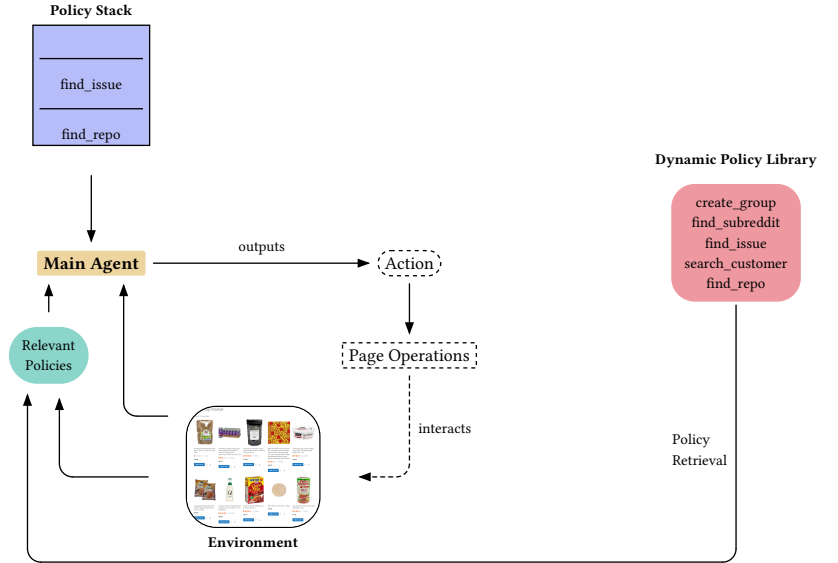 Policy Stack
find_issue
find_repo
Dynamic Policy Library
create_group
find_subreddit
find_issue
search_customer
find_repo
Main Agent
outputs
Action
Relevant
Policies
Page Operations
interacts
Policy
Retrieval
Environment